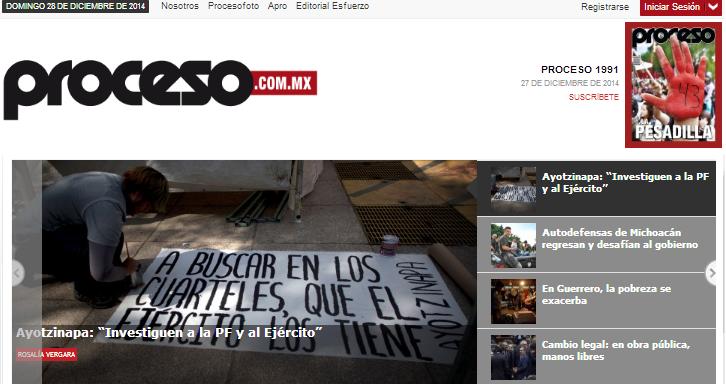 DOMINGO 28 DE DICIEMBRE DE 2014 Nosotros Procesofoto Apro Editorial Esfuerzo Registrarse Iniciar Sesión
proceso.COM.MX
PROCESO 1991
27 DE DICIEMBRE DE 2014
SUSCRÍBETE
proceso
43
LA
PESADILLA
A BUSCAR EN LOS
CUARTELES, QUE EL
EJÉRCITO LOS TIENE
AYOTZINAPA
Ayotzinapa: “Investiguen a la PF y al Ejército”
ROSALÍA VERGARA
Ayotzinapa: “Investiguen a la PF
y al Ejército”
Autodefensas de Michoacán
regresan y desafían al gobierno
En Guerrero, la pobreza se
exacerba
Cambio legal: en obra pública,
manos libres